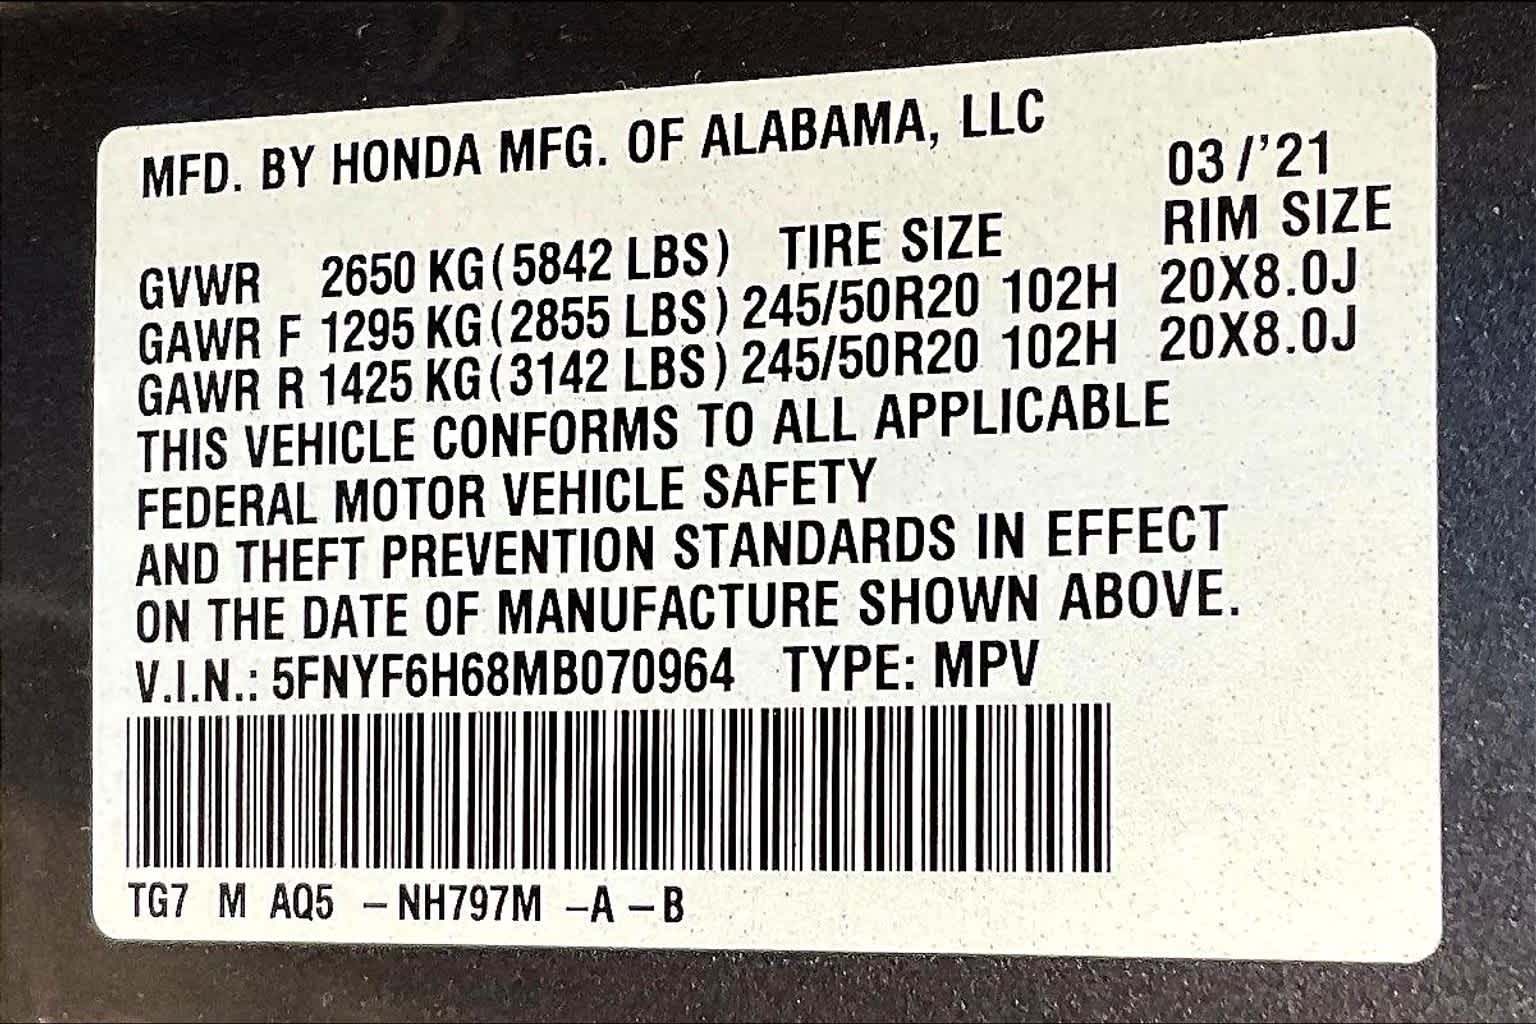 MFD. BY HONDA MFG. OF ALABAMA, LLC
03/'21
GVWR 2650 KG(5842 LBS) TIRE SIZE RIM SIZE
GAWR F 1295 KG(2855 LBS) 245/50R20 102H 20X8.0J
GAWR R 1425 KG(3142 LBS) 245/50R20 102H 20X8.0J
THIS VEHICLE CONFORMS TO ALL APPLICABLE
FEDERAL MOTOR VEHICLE SAFETY
AND THEFT PREVENTION STANDARDS IN EFFECT
ON THE DATE OF MANUFACTURE SHOWN ABOVE.
V.I.N.: 5FNYF6H68MB070964 TYPE: MPV
TG7 M AQ5 –NH797M –A –B